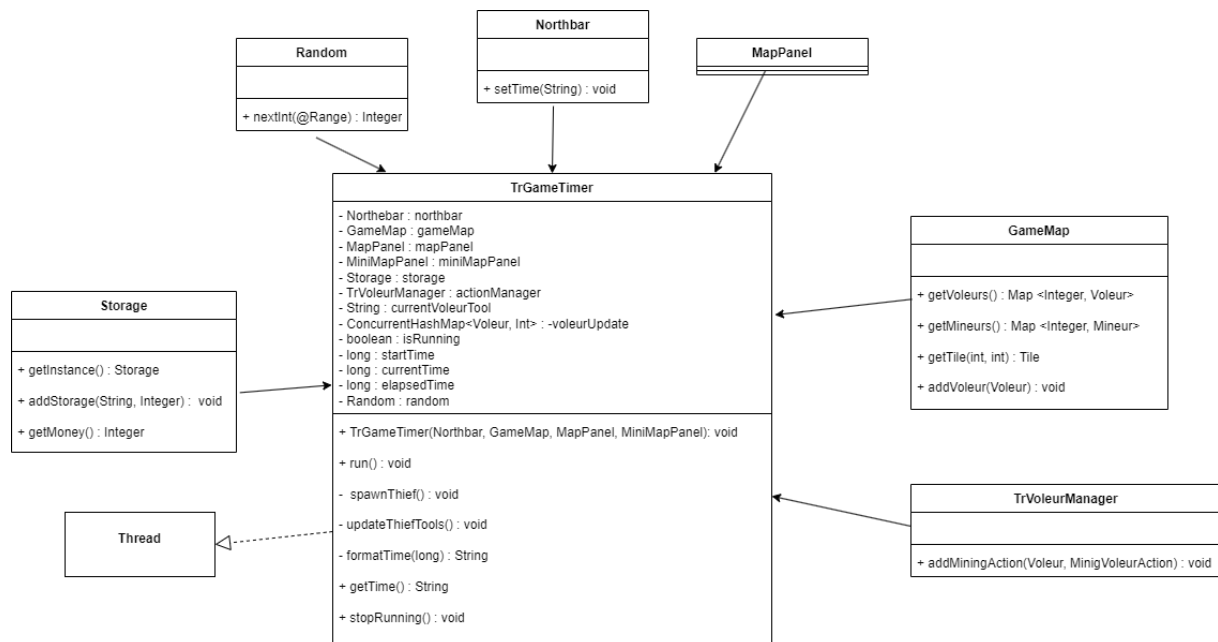 Northbar
+ setTime(String) : void
Random
+ nextInt(@Range) : Integer
MapPanel
TrGameTimer
- Northebar : northbar
- GameMap : gameMap
- MapPanel : mapPanel
- MiniMapPanel : miniMapPanel
- Storage : storage
- TrVoleurManager : actionManager
- String : currentVoleurTool
- ConcurrentHashMap<Voleur, Int> : -voleurUpdate
- boolean : isRunning
- long : startTime
- long : currentTime
- long : elapsedTime
- Random : random
+ TrGameTimer(Northbar, GameMap, MapPanel, MiniMapPanel): void
+ run() : void
- spawnThief() : void
- updateThiefTools() : void
- formatTime(long) : String
+ getTime() : String
+ stopRunning() : void
GameMap
+ getVoleurs() : Map <Integer, Voleur>
+ getMineurs() : Map <Integer, Mineur>
+ getTile(int, int) : Tile
+ addVoleur(Voleur) : void
Storage
+ getInstance() : Storage
+ addStorage(String, Integer) : void
+ getMoney() : Integer
Thread
TrVoleurManager
+ addMiningAction(Voleur, MinigVoleurAction) : void